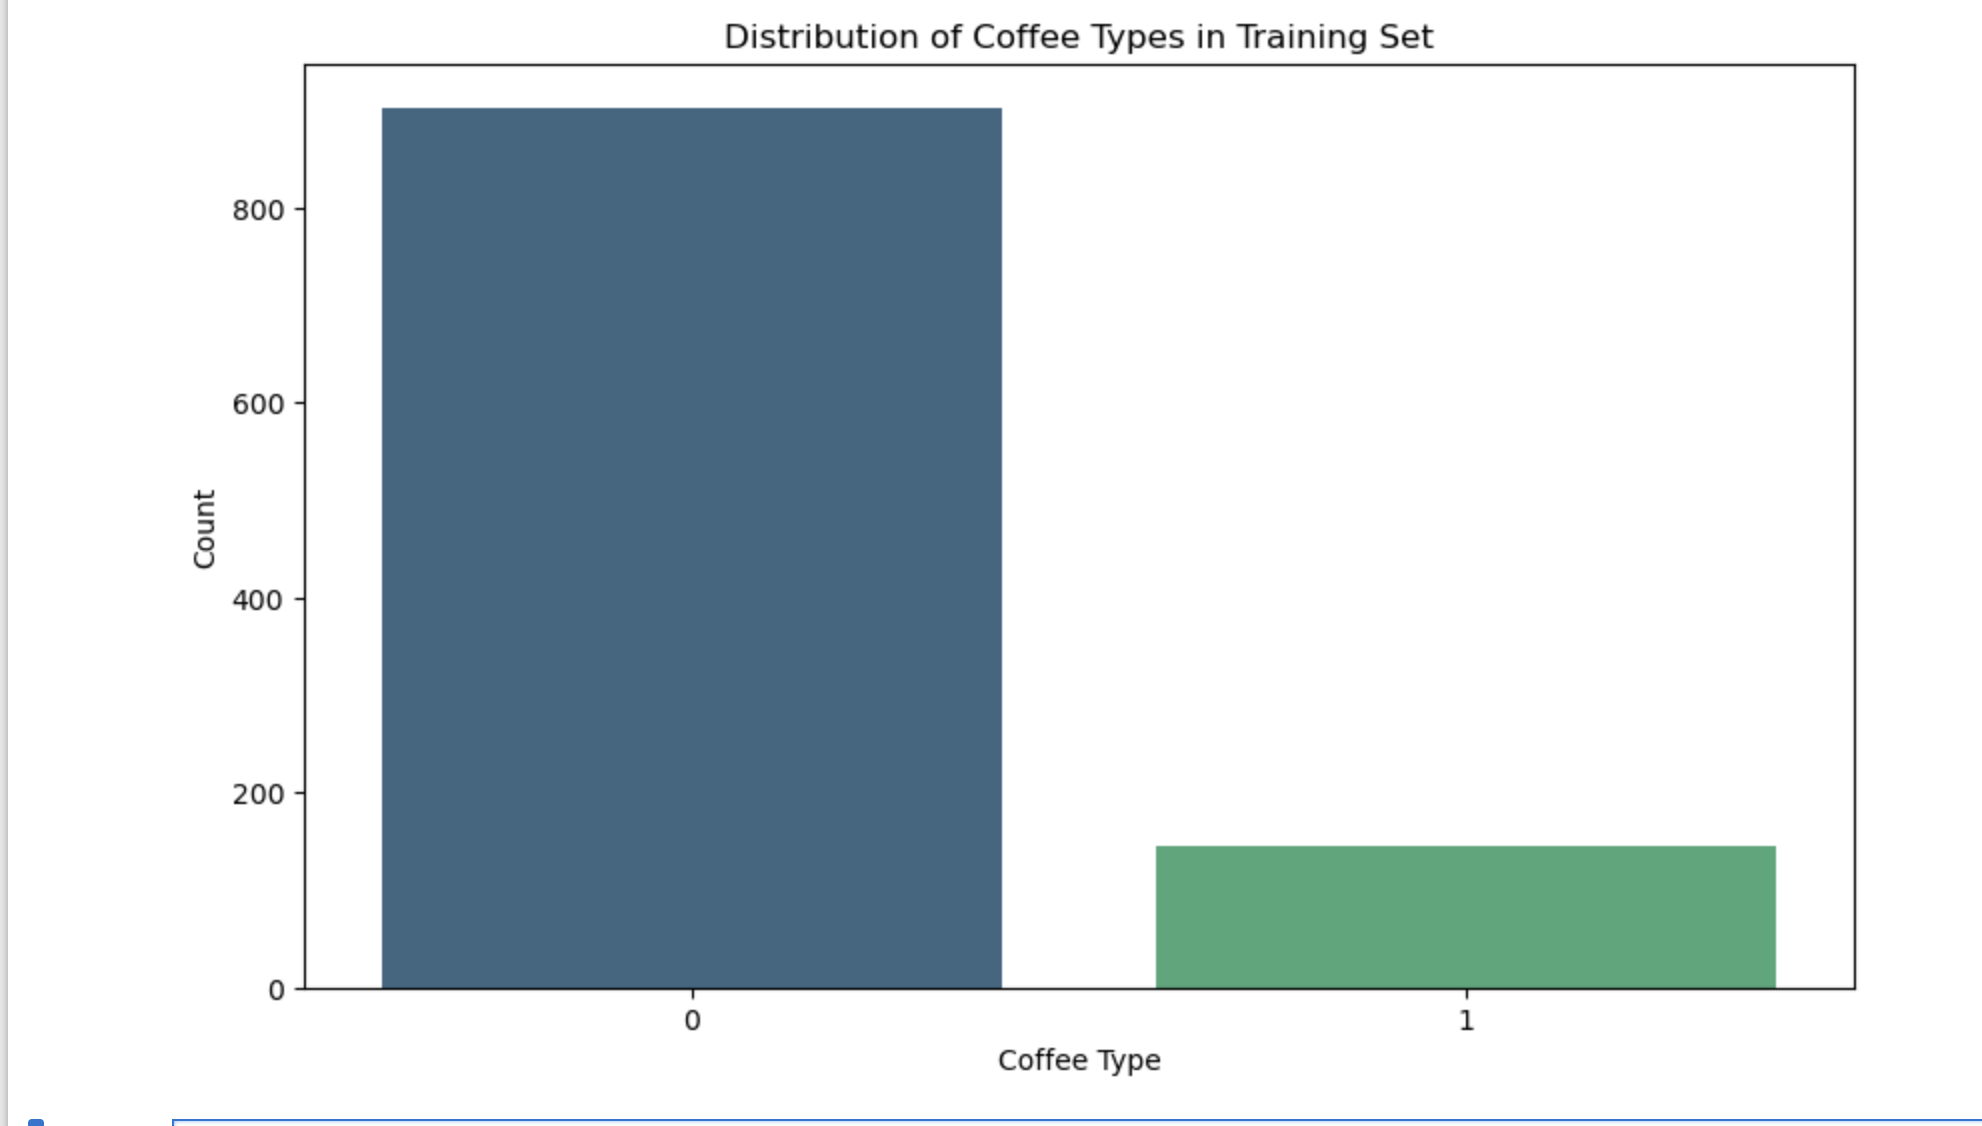 Distribution of Coffee Types in Training Set
800
600
400
200
0
Count
0 1
Coffee Type